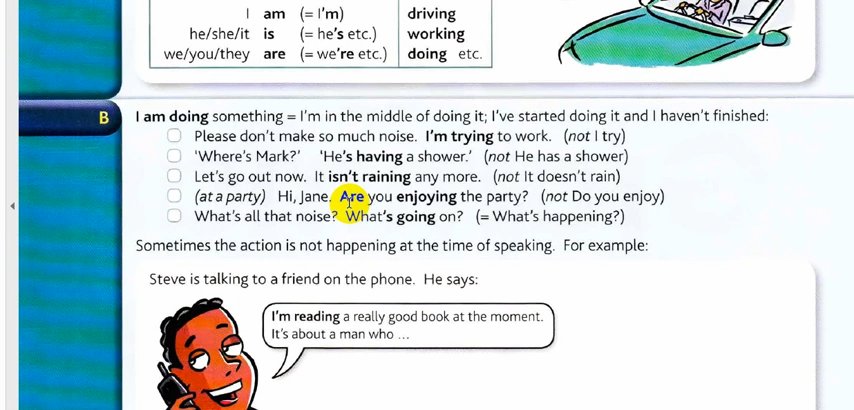 I am (= I'm) driving
he/she/it is (= he's etc.) working
we/you/they are (= we're etc.) doing etc.
B I am doing something = I'm in the middle of doing it; I've started doing it and I haven't finished:
Please don't make so much noise. I'm trying to work. (not I try)
'Where's Mark?' 'He's having a shower.' (not He has a shower)
Let's go out now. It isn't raining any more. (not It doesn't rain)
(at a party) Hi, Jane. Are you enjoying the party? (not Do you enjoy)
What's all that noise? What's going on? (= What's happening?)
Sometimes the action is not happening at the time of speaking. For example:
Steve is talking to a friend on the phone. He says:
I'm reading a really good book at the moment.
It's about a man who ...